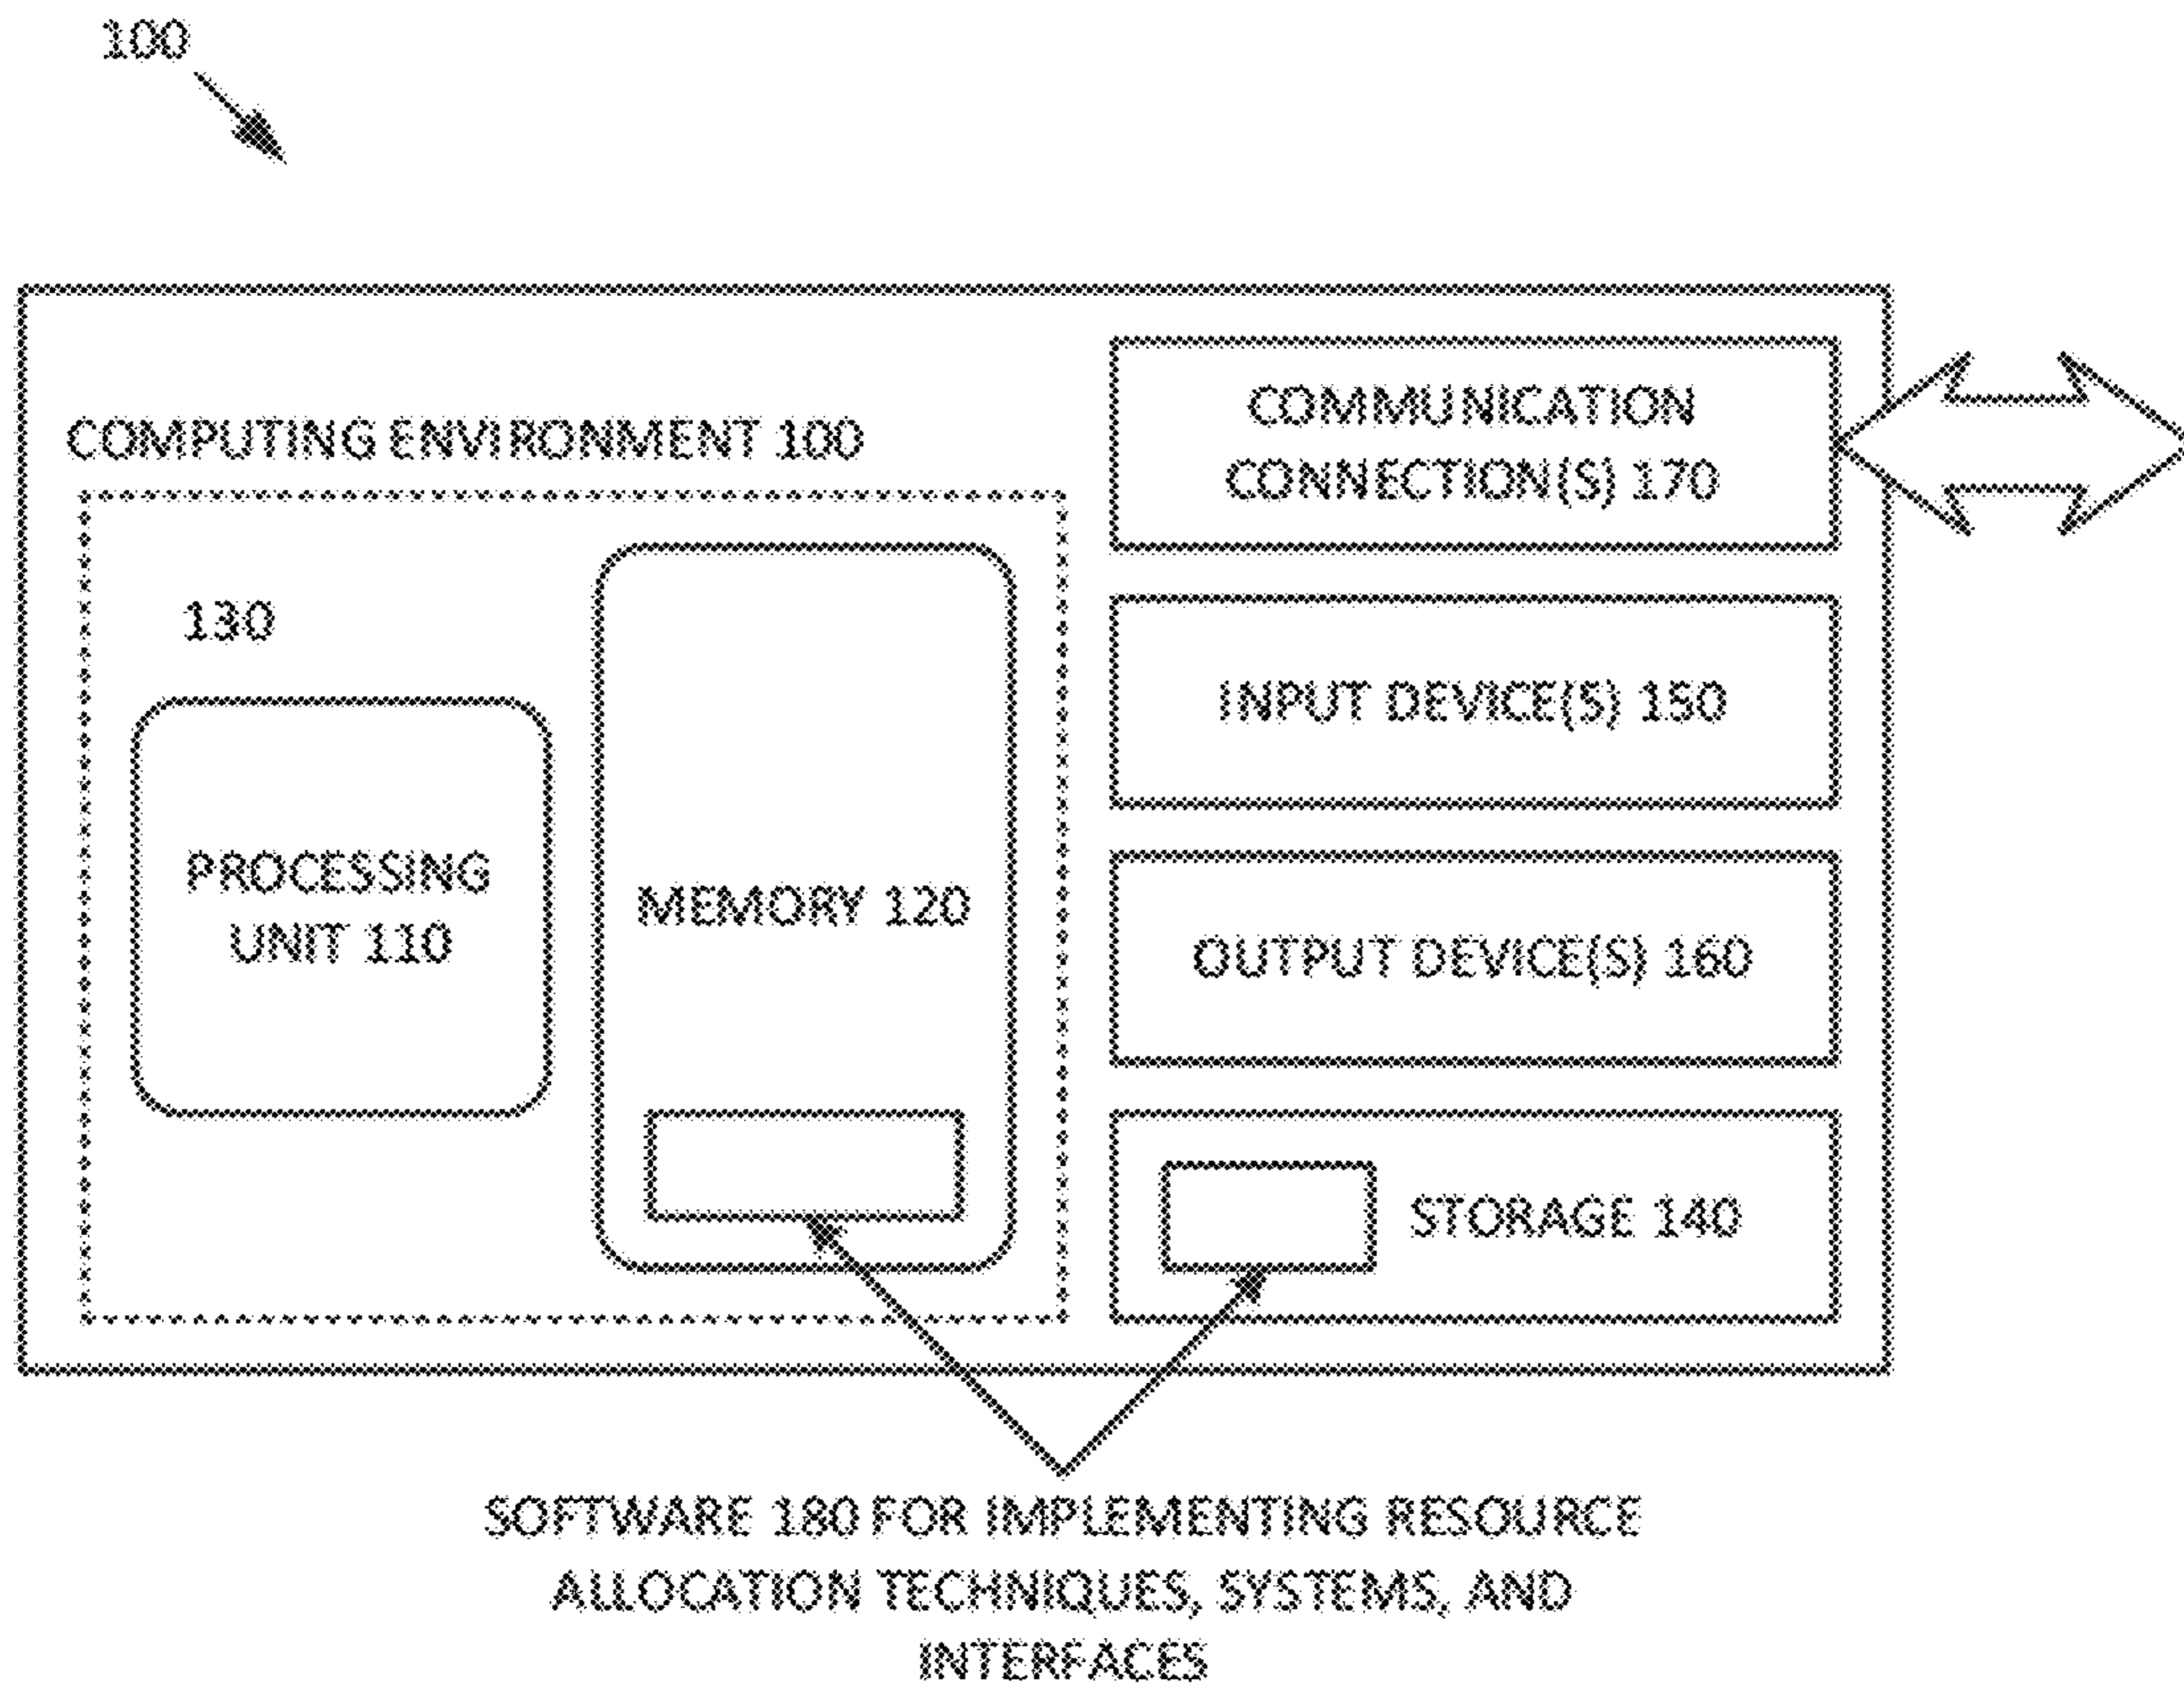 100
COMPUTING ENVIRONMENT 100
130
PROCESSING
UNIT 110
MEMORY 120
COMMUNICATION
CONNECTION(S) 170
INPUT DEVICE(S) 150
OUTPUT DEVICE(S) 160
STORAGE 140
SOFTWARE 180 FOR IMPLEMENTING RESOURCE
ALLOCATION TECHNIQUES, SYSTEMS, AND
INTERFACES